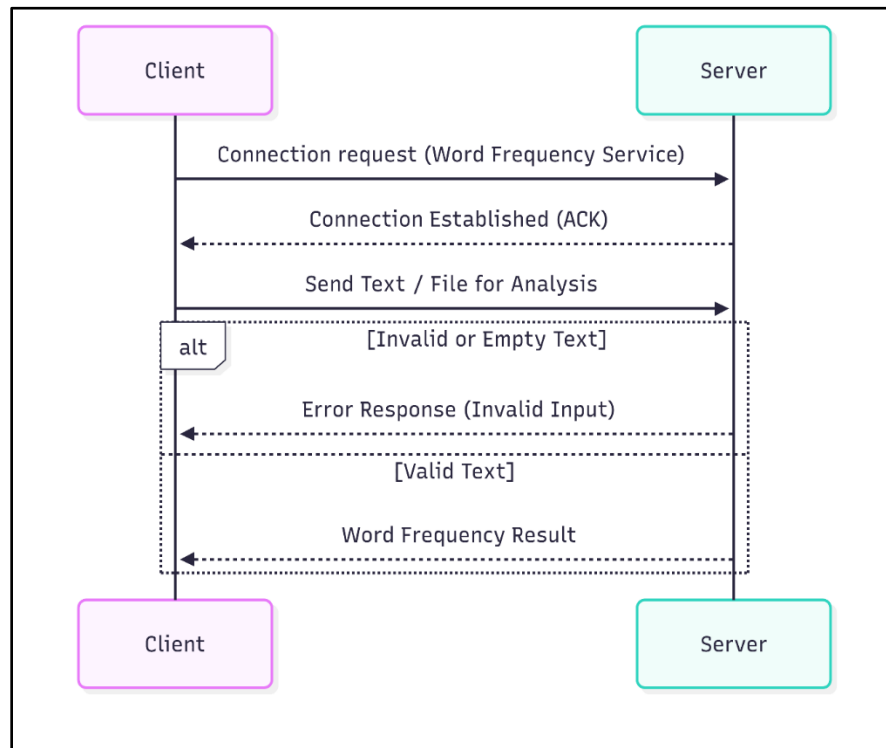 Client
Server
Connection request (Word Frequency Service)
Connection Established (ACK)
Send Text / File for Analysis
alt
[Invalid or Empty Text]
Error Response (Invalid Input)
[Valid Text]
Word Frequency Result
Client
Server